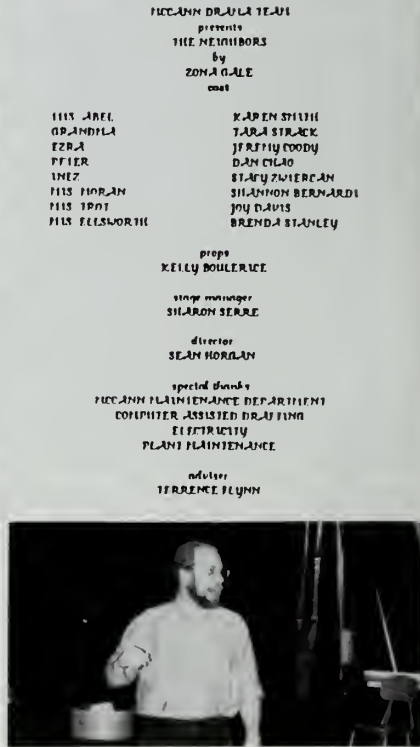 MCCANN DRAMA TEAM
presents
THE NEIGHBORS
by
ZONA GALE
cast
MIS ABEL KAREN SMITH
GRANDMA TARA STRACK
EZRA JEREMY COODY
PETER DAN CHAO
INEZ STACY ZWIERCAN
MIS MORAN SHANNON BERNARDI
MIS TROT JOY DAVIS
MIS ELLSWORTH BRENDA STANLEY
props
KELLY BOULERICE
stage manager
SHARON SERRE
director
SEAN HORGAN
special thanks
MCCANN MAINTENANCE DEPARTMENT
COMPUTER ASSISTED DRAFTING
ELECTRICITY
PLANT MAINTENANCE
advisor
TERRENCE FLYNN